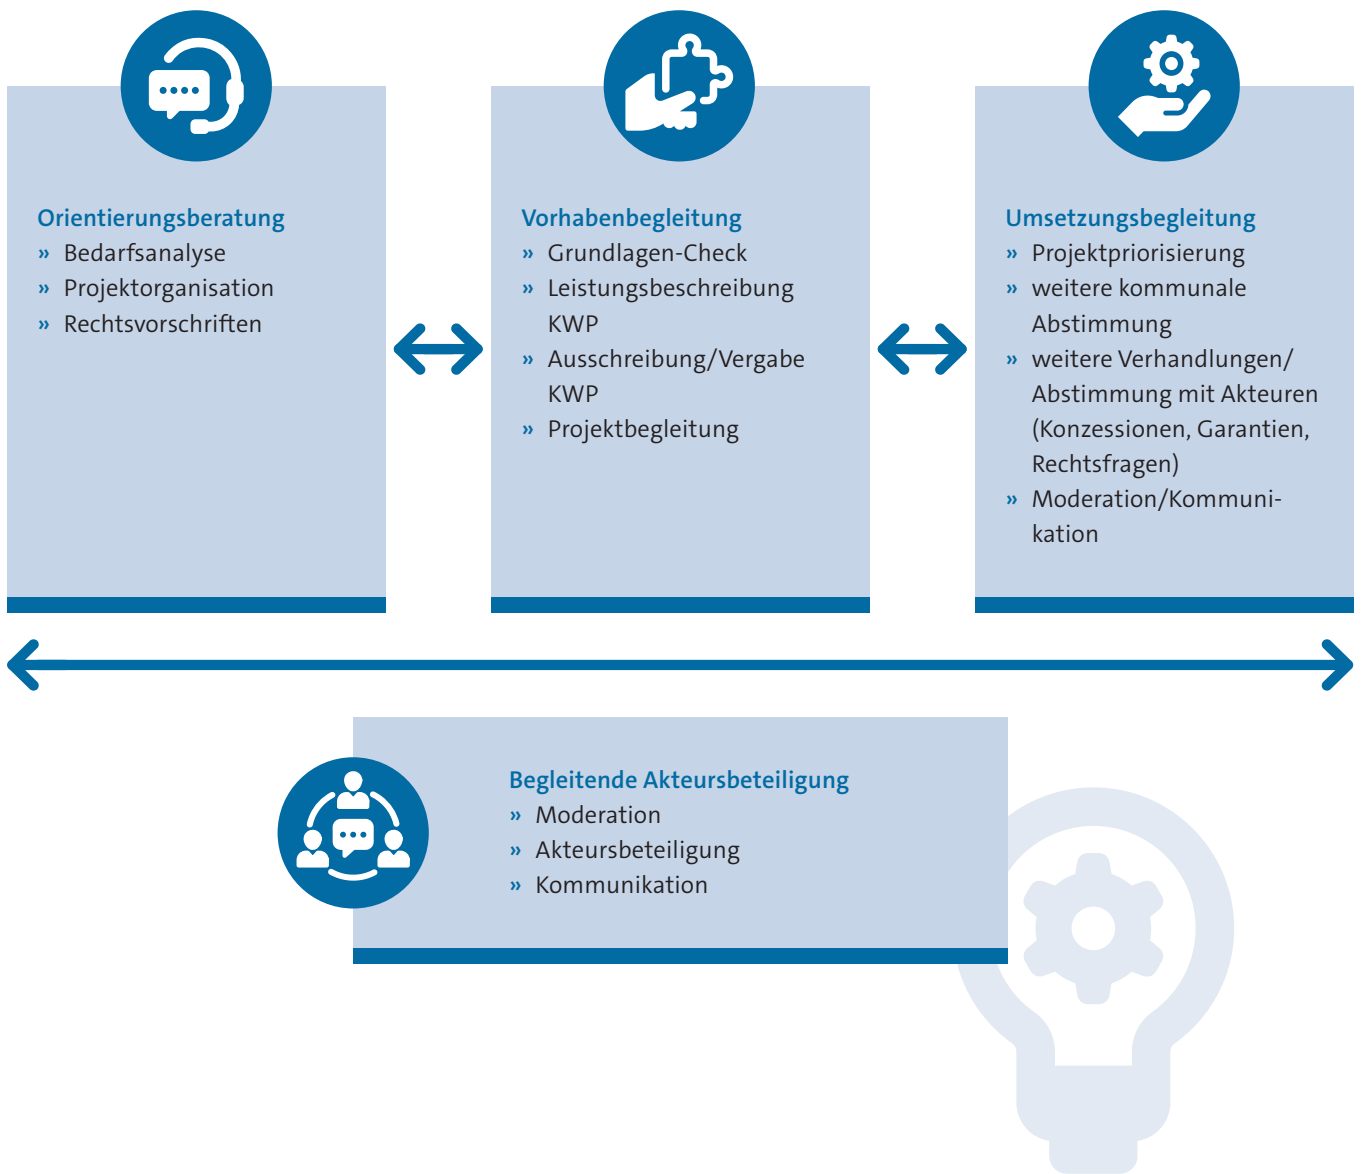 Orientierungsberatung
» Bedarfsanalyse
» Projektorganisation
» Rechtsvorschriften
Vorhabenbegleitung
» Grundlagen-Check
» Leistungsbeschreibung
KWP
» Ausschreibung/Vergabe
KWP
» Projektbegleitung
Umsetzungsbegleitung
» Projektpriorisierung
» weitere kommunale
Abstimmung
» weitere Verhandlungen/
Abstimmung mit Akteuren
(Konzessionen, Garantien,
Rechtsfragen)
» Moderation/Kommuni-
kation
Begleitende Akteursbeteiligung
» Moderation
» Akteursbeteiligung
» Kommunikation